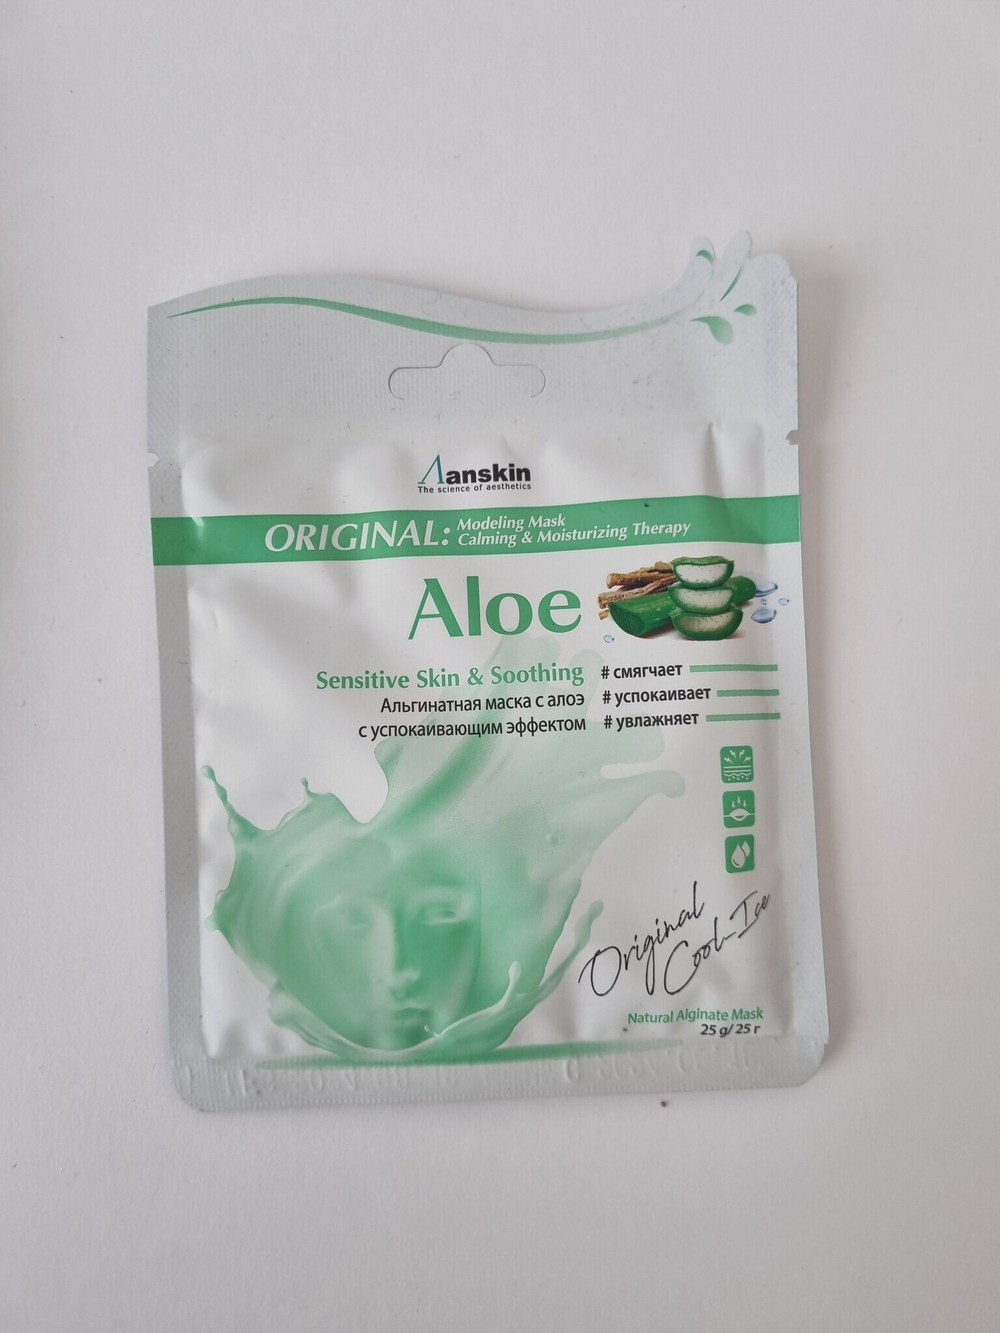 Aanskin
The science of aesthetics
ORIGINAL:
Modeling Mask
Calming & Moisturizing Therapy
Aloe
Sensitive Skin & Soothing
Альгинатная маска с алоэ
с успокаивающим эффектом
# смягчает
# успокаивает
# увлажняет
Original
Cool-Ice
Natural Alginate Mask
25 g/ 25 г